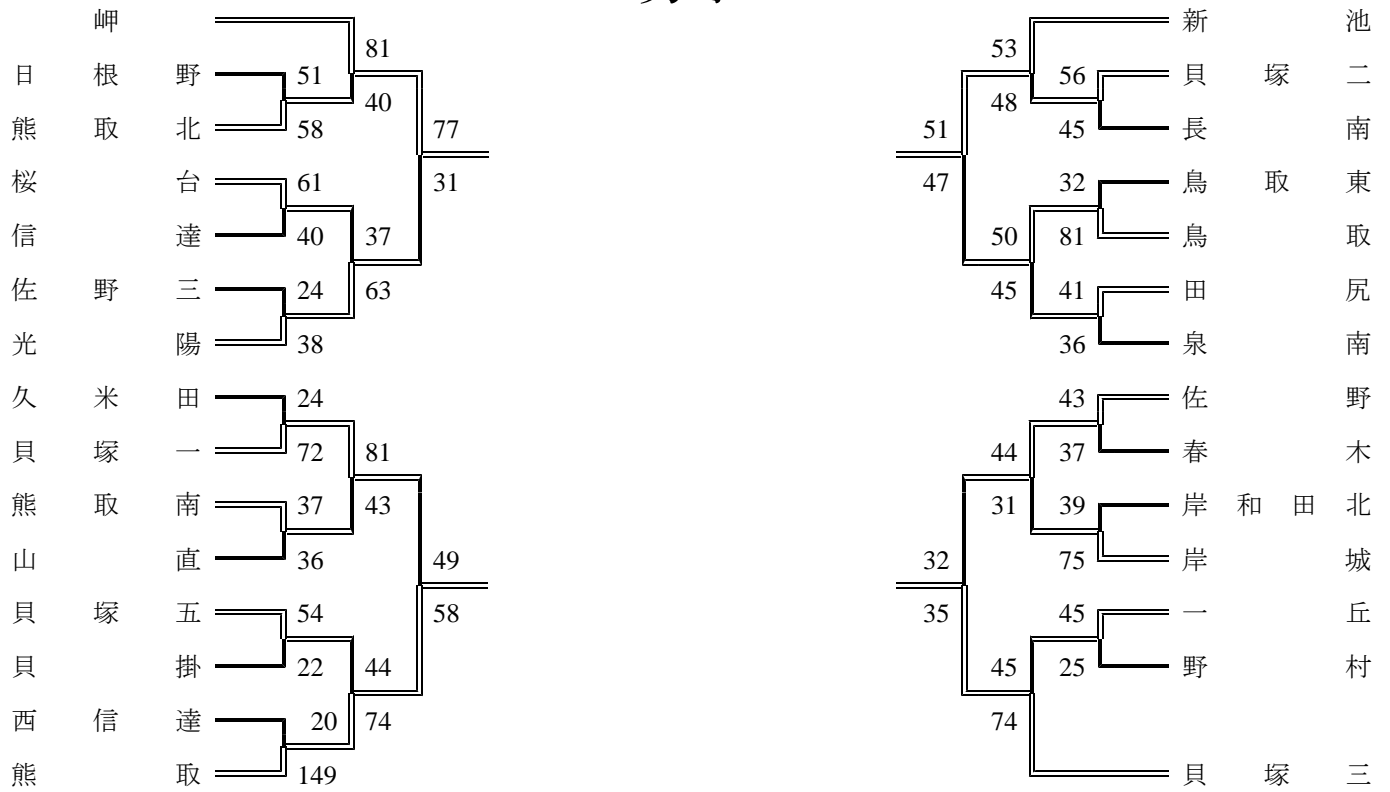 岬
81
日根野
51
40
熊取北
58
77
桜台
61
31
信達
40
37
佐野三
24
63
光陽
38
久米田
24
貝塚一
72
81
熊取南
37
43
山直
36
49
貝塚五
54
58
貝掛
22
44
西信達
20
74
熊取
149
新池
53
56
貝塚二
48
51
45
長南
47
32
鳥取東
50
81
鳥取
45
41
田尻
36
泉南
43
佐野
44
37
春木
31
39
岸和田北
32
75
岸城
35
45
一丘
45
25
野村
74
貝塚三